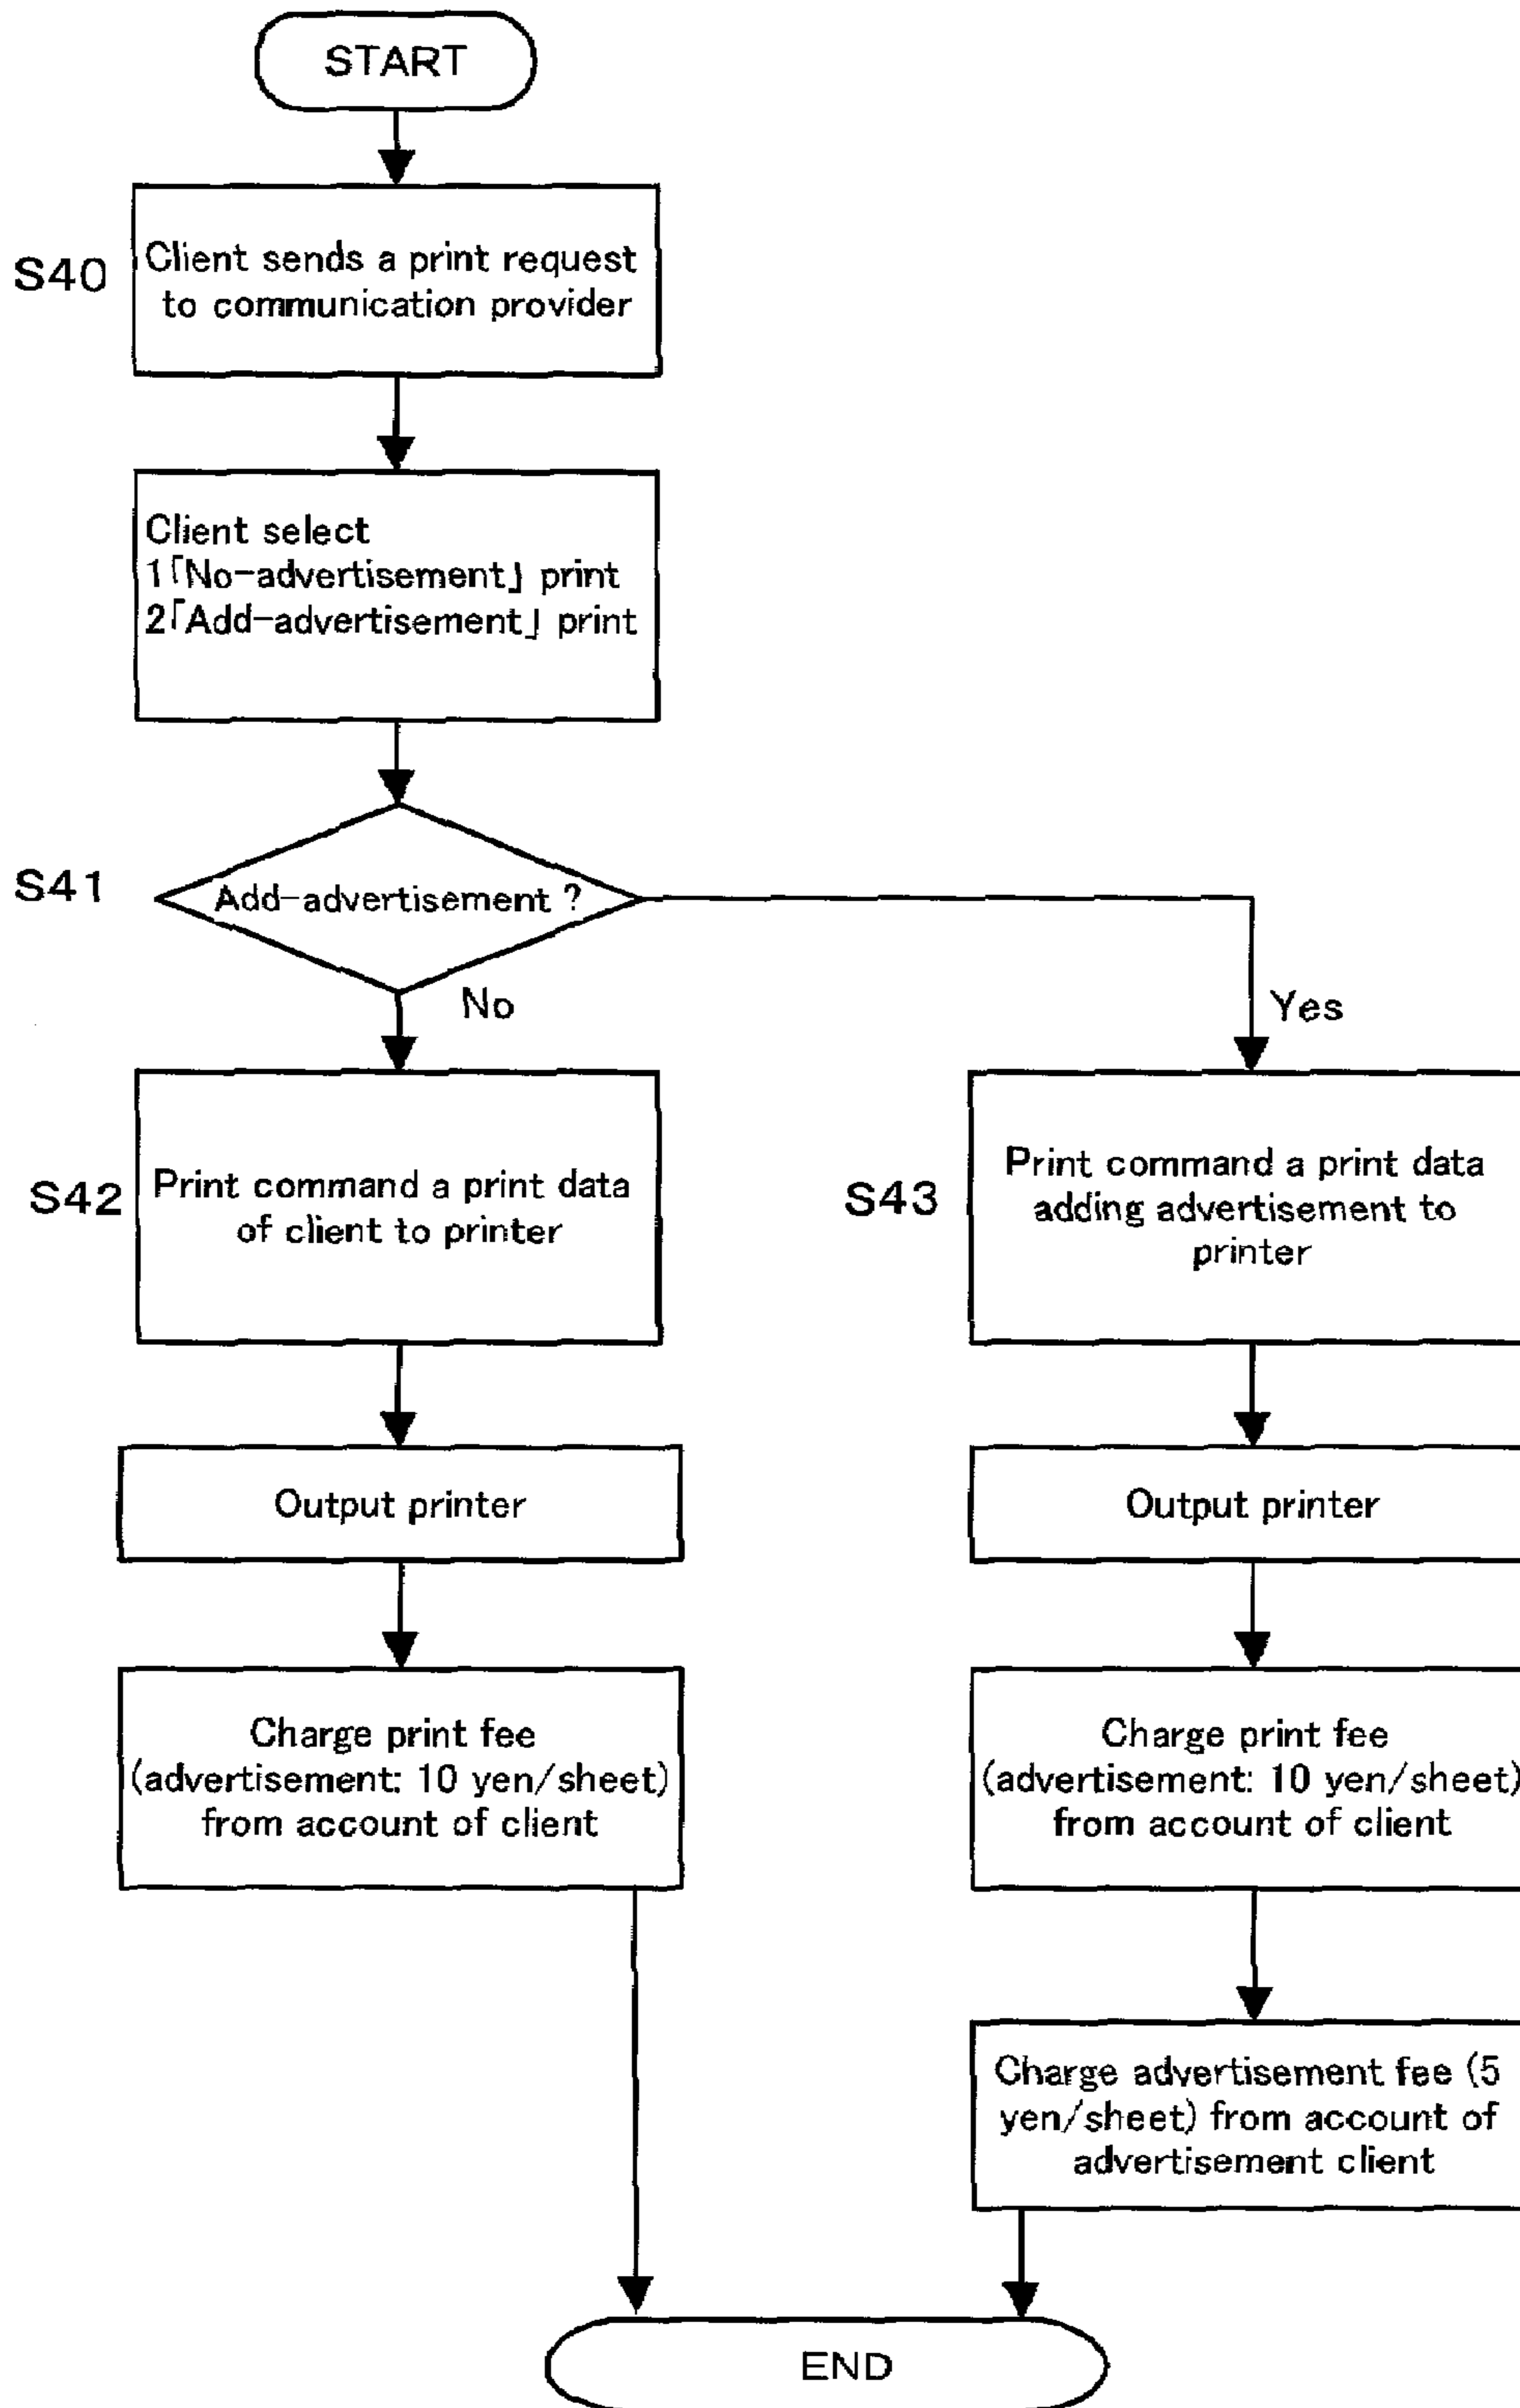 START
S40
Client sends a print request
to communication provider
Client select
1「No-advertisement」 print
2「Add-advertisement」 print
S41
Add-advertisement ?
No
Yes
S42
Print command a print data
of client to printer
S43
Print command a print data
adding advertisement to
printer
Output printer
Output printer
Charge print fee
(advertisement: 10 yen/sheet)
from account of client
Charge print fee
(advertisement: 10 yen/sheet)
from account of client
Charge advertisement fee (5
yen/sheet) from account of
advertisement client
END